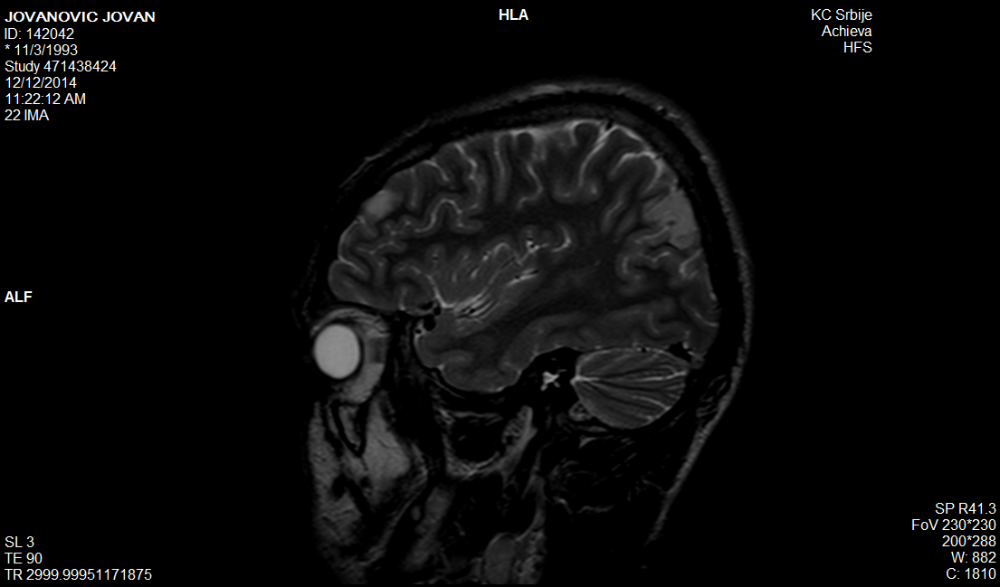 JOVANOVIC JOVAN
ID: 142042
* 11/3/1993
Study 471438424
12/12/2014
11:22:12 AM
22 IMA
HLA
KC Srbije
Achieva
HFS
ALF
SL 3
TE 90
TR 2999.99951171875
SP R41.3
FoV 230*230
200*288
W: 882
C: 1810